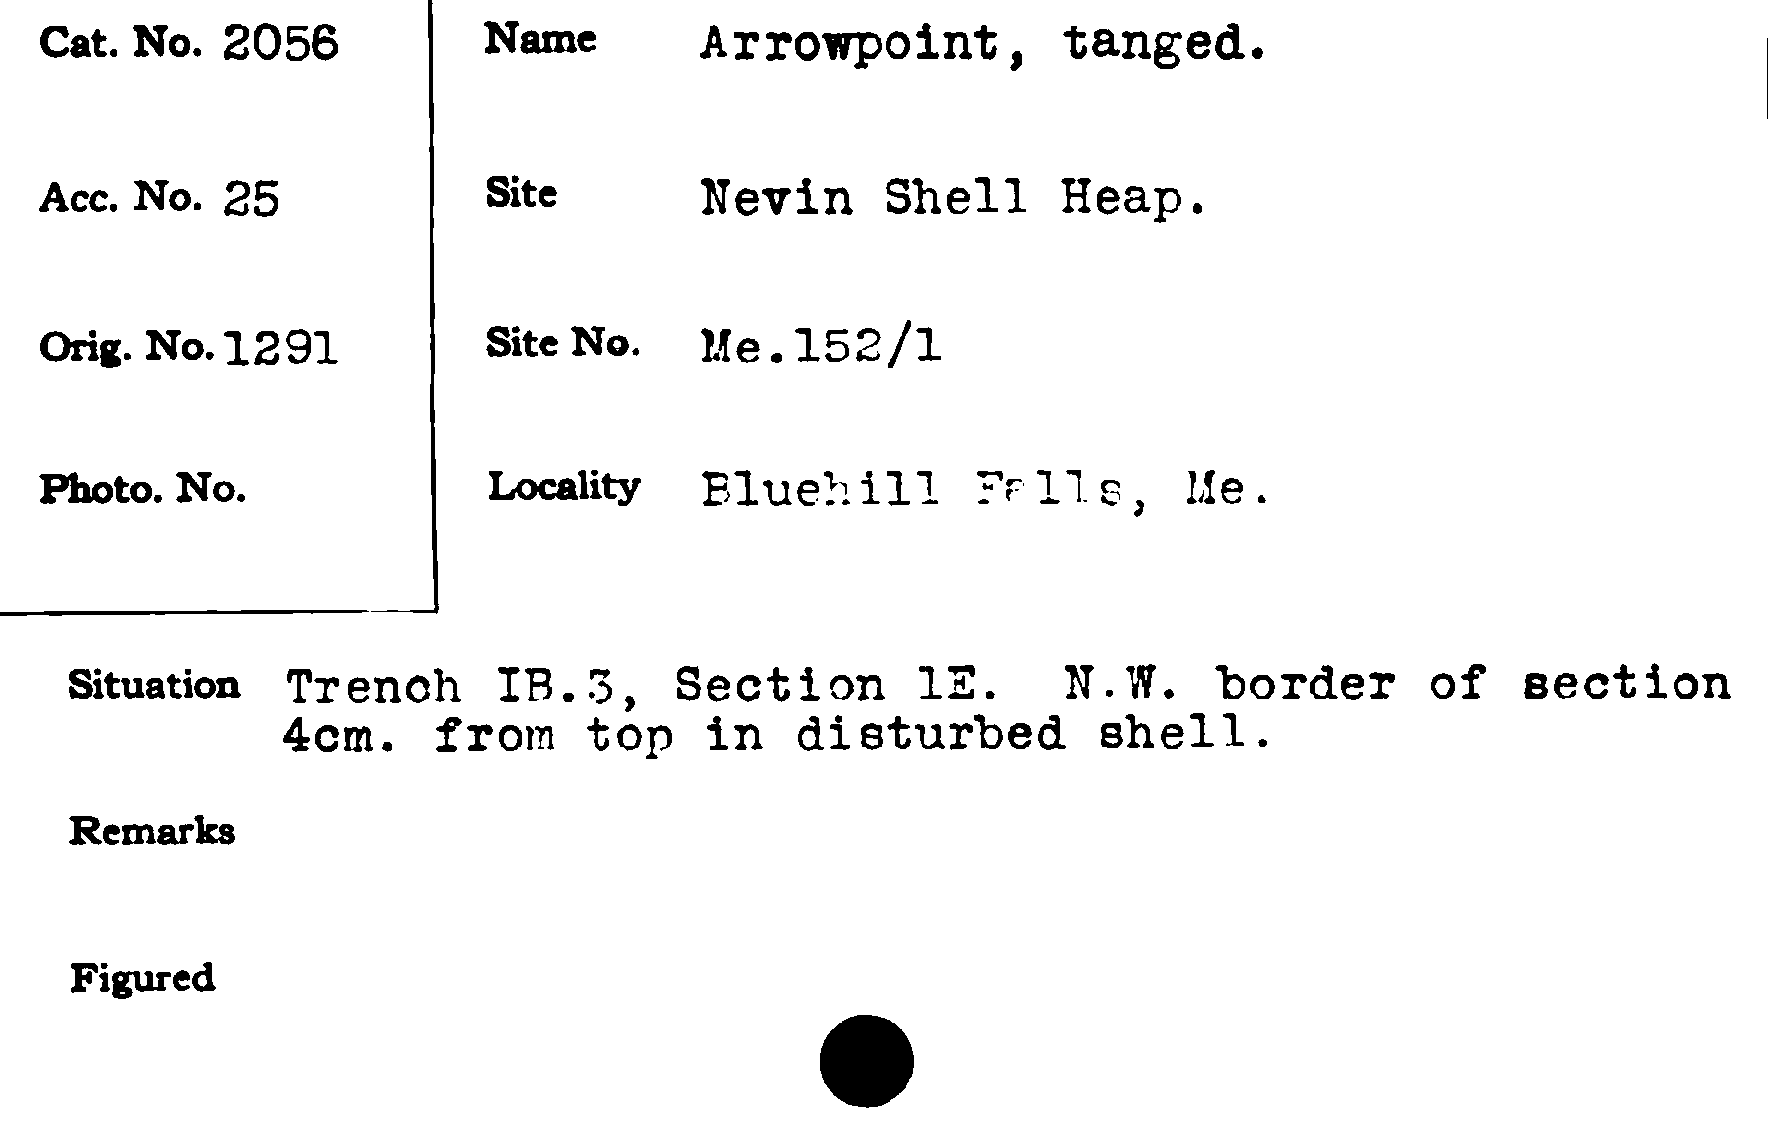 Cat. No. 2056
Acc. No. 25
Orig. No. 1291
Photo. No.
Name Arrowpoint, tanged.
Site Nevin Shell Heap.
Site No. Me.152/1
Locality Bluehill Falls, Me.
Situation Trench IB.3, Section 1E. N.W. border of section
4cm. from top in disturbed shell.
Remarks
Figured